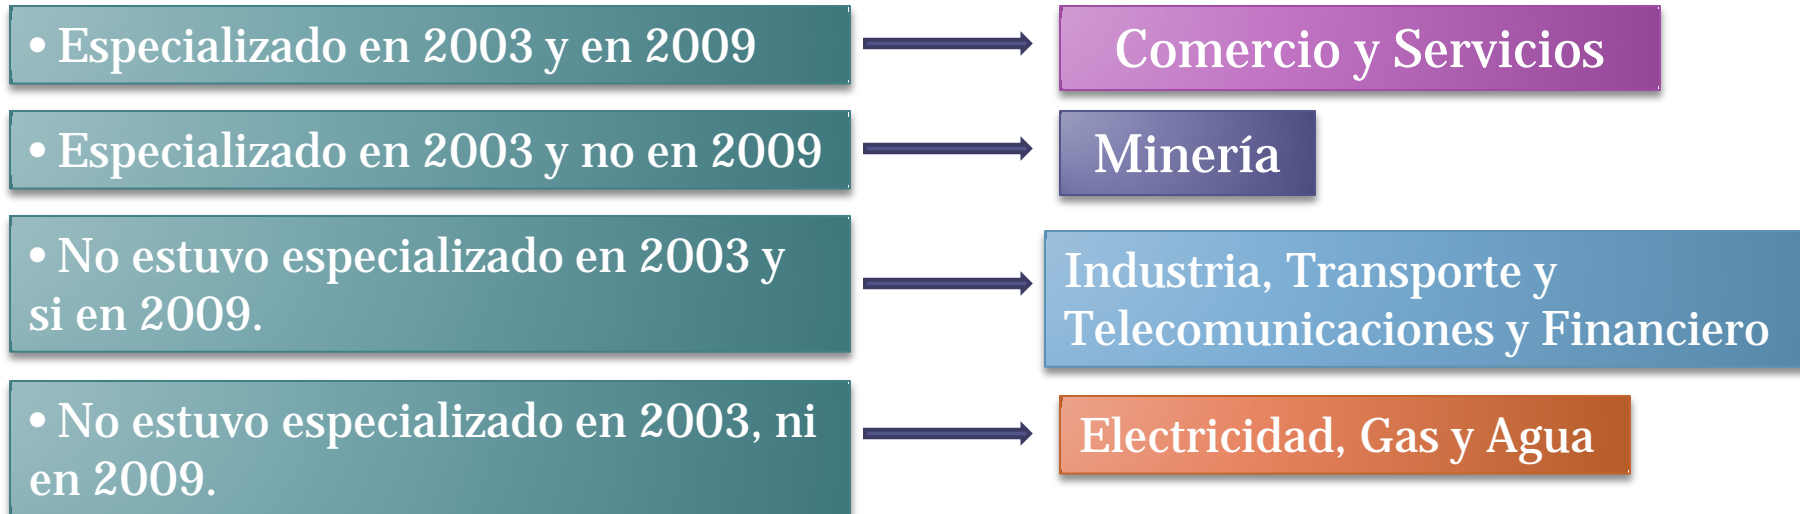 • Especializado en 2003 y en 2009
Comercio y Servicios
• Especializado en 2003 y no en 2009
Minería
• No estuvo especializado en 2003 y
si en 2009.
Industria, Transporte y
Telecomunicaciones y Financiero
• No estuvo especializado en 2003, ni
en 2009.
Electricidad, Gas y Agua